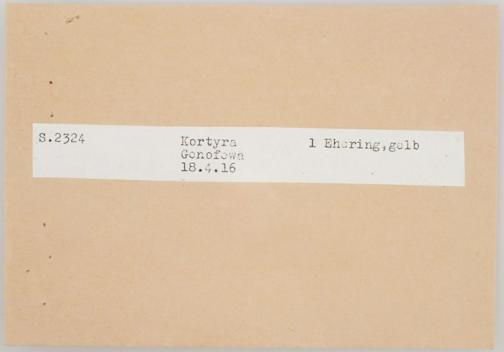 S.2324 Kortyra 1 Ehering,gelb
Genofewa
18.4.16